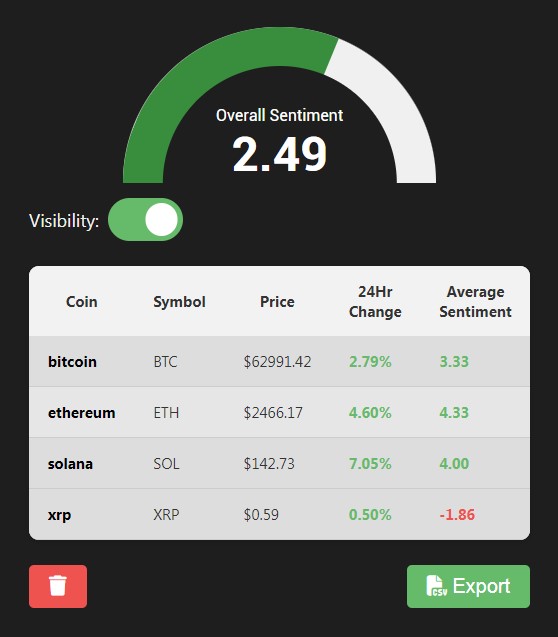 Overall Sentiment
2.49
Visibility:
Coin Symbol Price 24Hr Change Average Sentiment
bitcoin BTC $62991.42 2.79% 3.33
ethereum ETH $2466.17 4.60% 4.33
solana SOL $142.73 7.05% 4.00
xrp XRP $0.59 0.50% -1.86
CSV Export